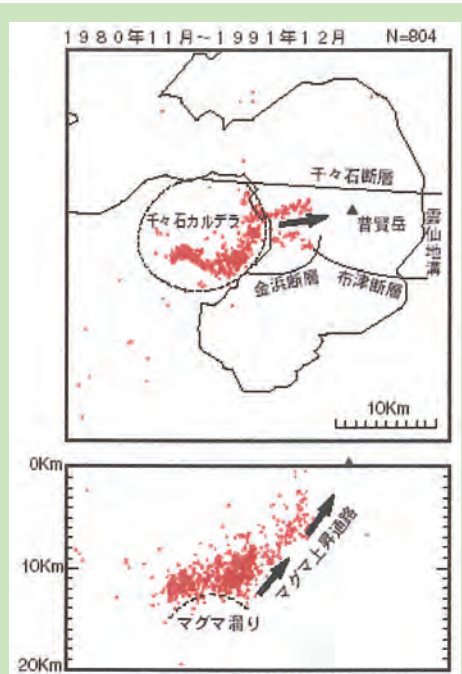 1980年11月～1991年12月 N=804
千々石断層
千々石カルデラ
普賢岳
雲仙地溝
金浜断層
布津断層
10Km
0Km
10Km
20Km
マグマ上昇通路
マグマ溜り